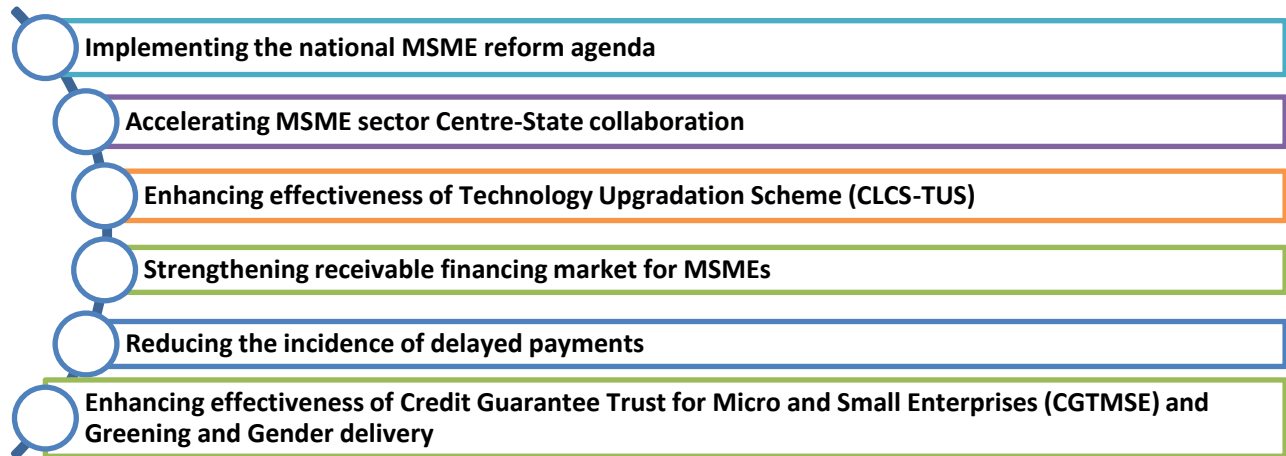 Implementing the national MSME reform agenda
Accelerating MSME sector Centre-State collaboration
Enhancing effectiveness of Technology Upgradation Scheme (CLCS-TUS)
Strengthening receivable financing market for MSMEs
Reducing the incidence of delayed payments
Enhancing effectiveness of Credit Guarantee Trust for Micro and Small Enterprises (CGTMSE) and
Greening and Gender delivery